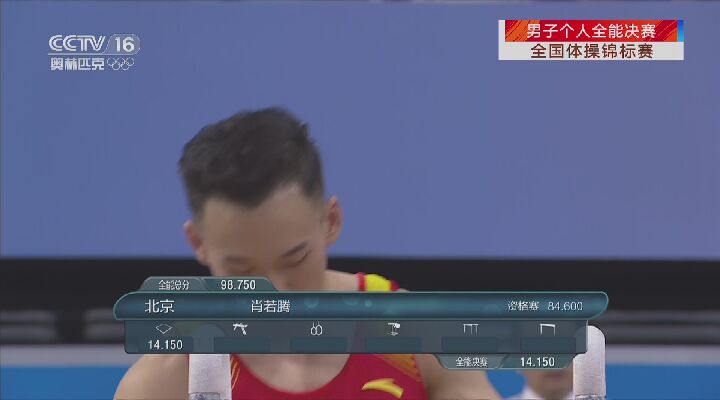 CCTV 16
奥林匹克
男子个人全能决赛
全国体操锦标赛
全能总分 98.750
北京 肖若腾 资格赛 84.600
14.150
全能决赛 14.150